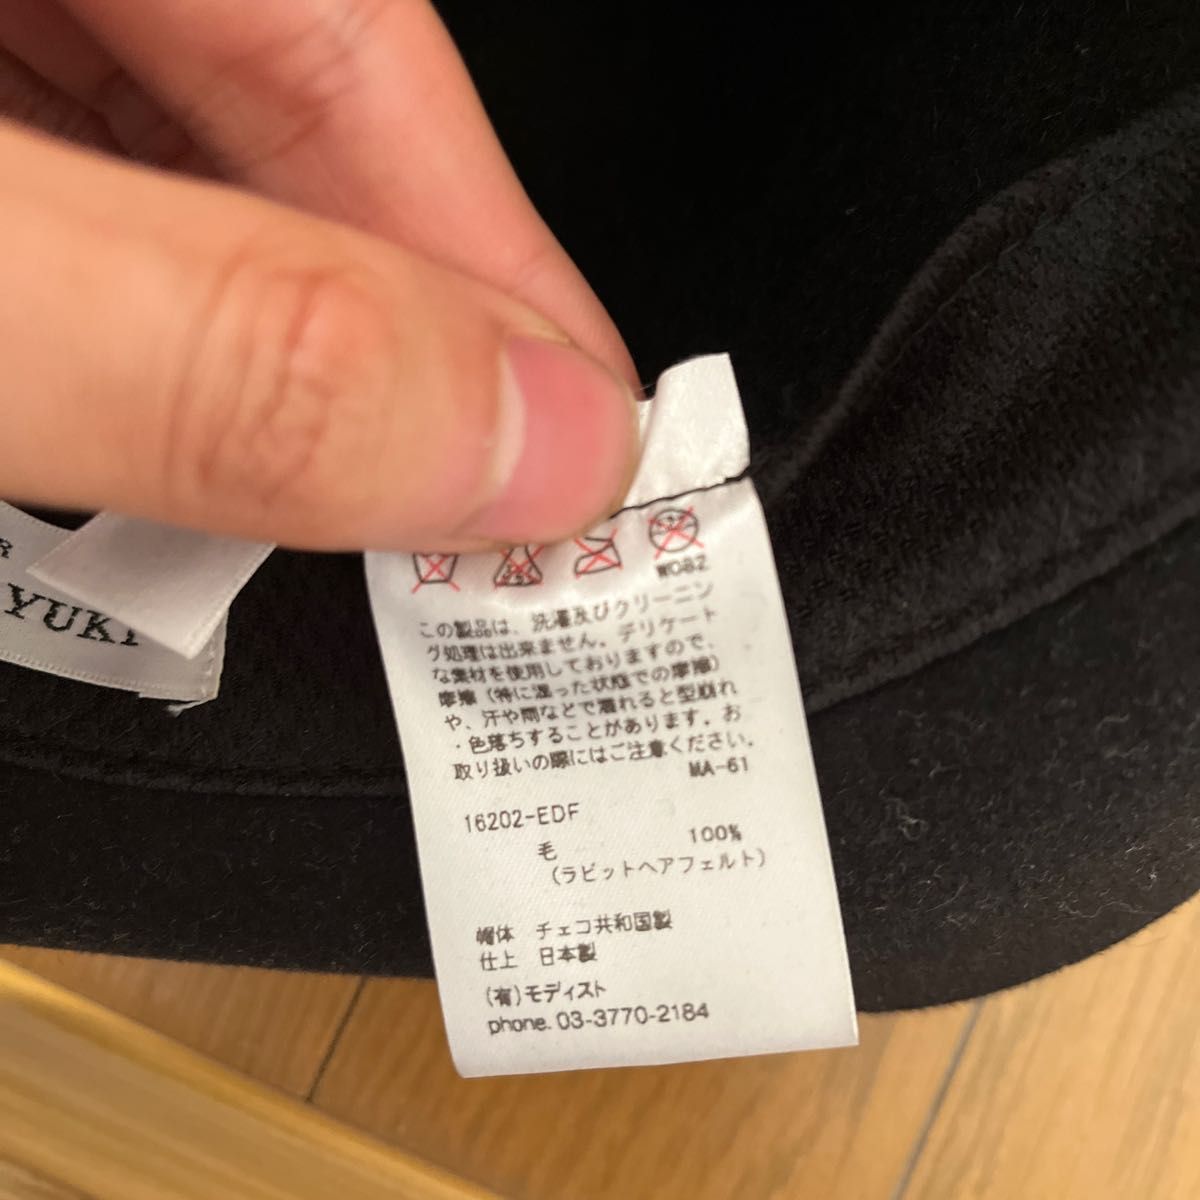 R
YUKI
W082
この製品は、洗濯及びクリーニン
グ処理は出来ません。デリケート
な素材を使用しておりますので、
摩擦（特に湿った状態での摩擦）
や、汗や雨などで濡れると型崩れ
・色落ちすることがあります。お
取り扱いの際にはご注意ください。
MA-61
16202-EDF
毛 100%
（ラビットヘアフェルト）
帽体 チェコ共和国製
仕上 日本製
(有)モディスト
phone. 03-3770-2184